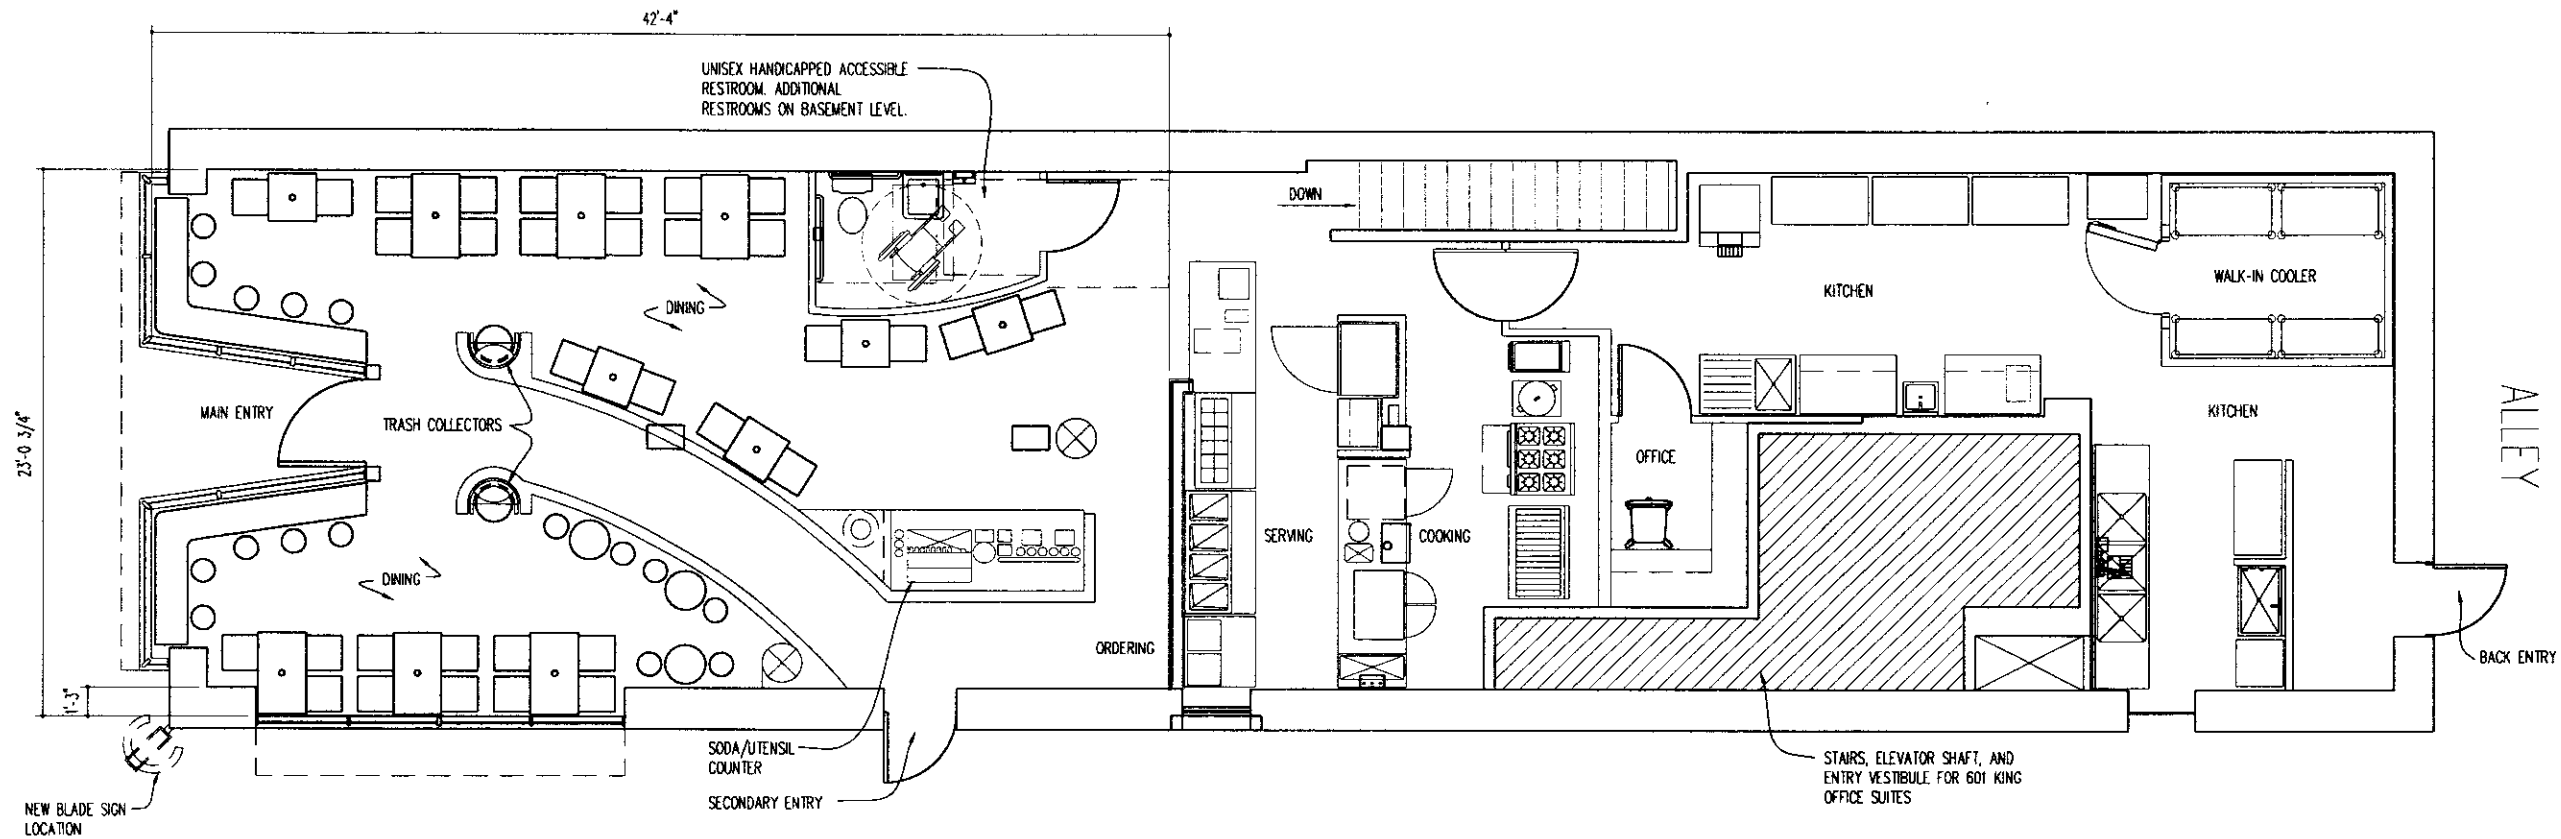 42'-4"
UNISEX HANDICAPPED ACCESSIBLE
RESTROOM. ADDITIONAL
RESTROOMS ON BASEMENT LEVEL.
DOWN
WALK-IN COOLER
KITCHEN
DINING
MAIN ENTRY
TRASH COLLECTORS
23'-0 3/4"
KITCHEN
ALLEY
OFFICE
SERVING
COOKING
DINING
ORDERING
BACK ENTRY
1'-3"
SODA/UTENSIL
COUNTER
SECONDARY ENTRY
STAIRS, ELEVATOR SHAFT, AND
ENTRY VESTIBULE FOR 601 KING
OFFICE SUITES
NEW BLADE SIGN
LOCATION